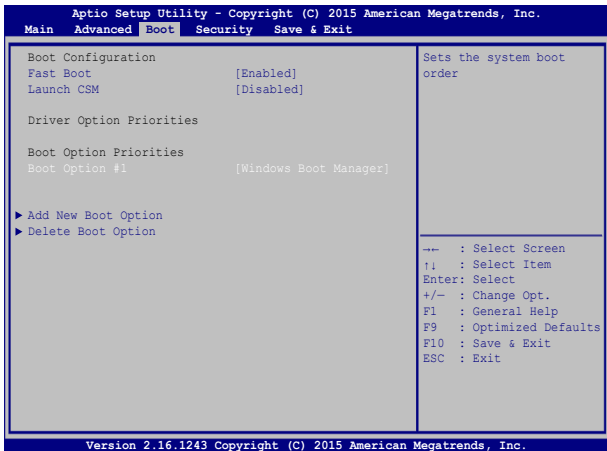 Aptio Setup Utility - Copyright (C) 2015 American Megatrends, Inc.
Main Advanced Boot Security Save & Exit
Boot Configuration
Fast Boot [Enabled]
Launch CSM [Disabled]
Driver Option Priorities
Boot Option Priorities
Boot Option #1 [Windows Boot Manager]
▶ Add New Boot Option
▶ Delete Boot Option
Sets the system boot
order
→← : Select Screen
↑↓ : Select Item
Enter: Select
+/— : Change Opt.
F1 : General Help
F9 : Optimized Defaults
F10 : Save & Exit
ESC : Exit
Version 2.16.1243 Copyright (C) 2015 American Megatrends, Inc.